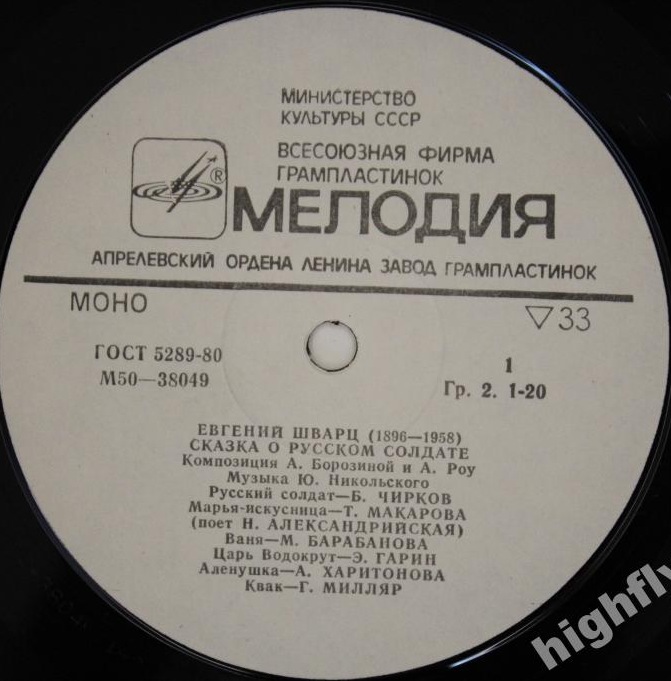 МИНИСТЕРСТВО
КУЛЬТУРЫ СССР
ВСЕСОЮЗНАЯ ФИРМА
ГРАМПЛАСТИНОК
®
МЕЛОДИЯ
АПРЕЛЕВСКИЙ ОРДЕНА ЛЕНИНА ЗАВОД ГРАМПЛАСТИНОК
МОНО
▽33
ГОСТ 5289-80
М50—38049
1
Гр. 2. 1-20
ЕВГЕНИЙ ШВАРЦ (1896—1958)
СКАЗКА О РУССКОМ СОЛДАТЕ
Композиция А. Борозиной и А. Роу
Музыка Ю. Никольского
Русский солдат—Б. ЧИРКОВ
Марья-искусница—Т. МАКАРОВА
(поет Н. АЛЕКСАНДРИЙСКАЯ)
Ваня—М. БАРАБАНОВА
Царь Водокрут—Э. ГАРИН
Аленушка—А. ХАРИТОНОВА
Квак—Г. МИЛЛЯР
highfly